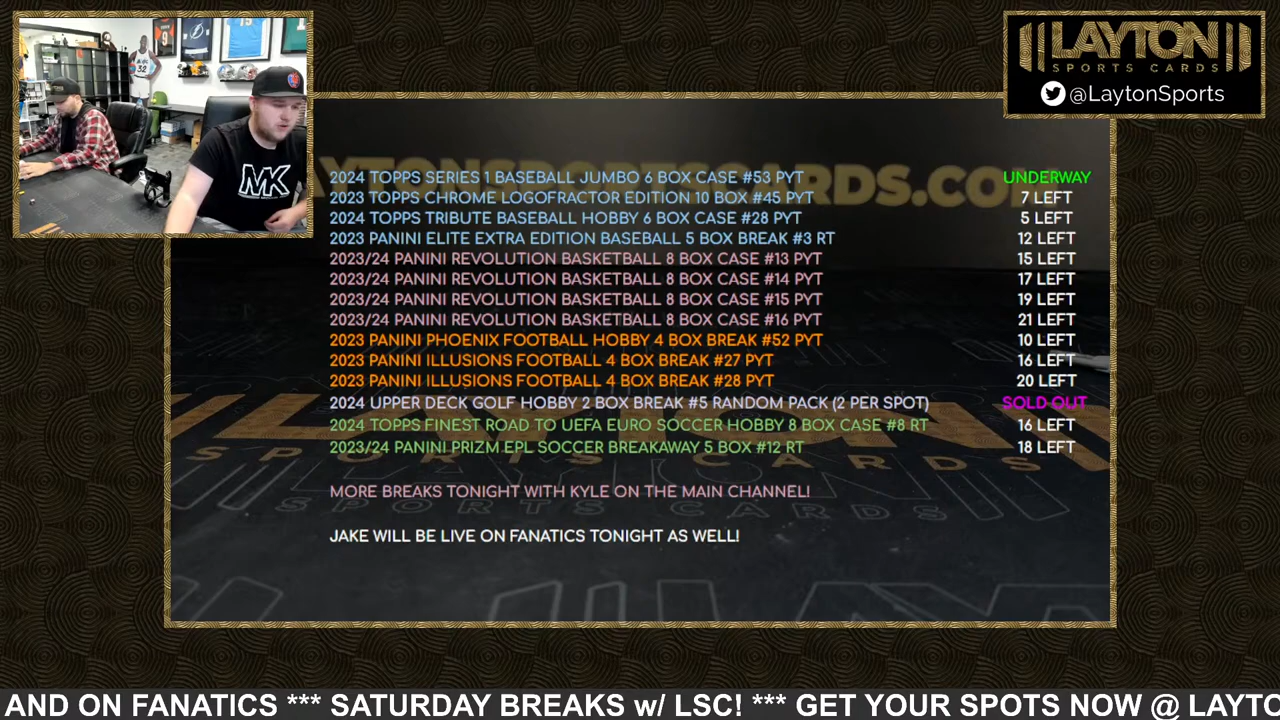 LAYTON
SPORTS CARDS
@LaytonSports
MK
2024 TOPPS SERIES 1 BASEBALL JUMBO 6 BOX CASE #53 PYT UNDERWAY
2023 TOPPS CHROME LOGOFRACTOR EDITION 10 BOX #45 PYT 7 LEFT
2024 TOPPS TRIBUTE BASEBALL HOBBY 6 BOX CASE #28 PYT 5 LEFT
2023 PANINI ELITE EXTRA EDITION BASEBALL 5 BOX BREAK #3 RT 12 LEFT
2023/24 PANINI REVOLUTION BASKETBALL 8 BOX CASE #13 PYT 15 LEFT
2023/24 PANINI REVOLUTION BASKETBALL 8 BOX CASE #14 PYT 17 LEFT
2023/24 PANINI REVOLUTION BASKETBALL 8 BOX CASE #15 PYT 19 LEFT
2023/24 PANINI REVOLUTION BASKETBALL 8 BOX CASE #16 PYT 21 LEFT
2023 PANINI PHOENIX FOOTBALL HOBBY 4 BOX BREAK #52 PYT 10 LEFT
2023 PANINI ILLUSIONS FOOTBALL 4 BOX BREAK #27 PYT 16 LEFT
2023 PANINI ILLUSIONS FOOTBALL 4 BOX BREAK #28 PYT 20 LEFT
2024 UPPER DECK GOLF HOBBY 2 BOX BREAK #5 RANDOM PACK (2 PER SPOT) SOLD OUT
2024 TOPPS FINEST ROAD TO UEFA EURO SOCCER HOBBY 8 BOX CASE #8 RT 16 LEFT
2023/24 PANINI PRIZM EPL SOCCER BREAKAWAY 5 BOX #12 RT 18 LEFT
MORE BREAKS TONIGHT WITH KYLE ON THE MAIN CHANNEL!
JAKE WILL BE LIVE ON FANATICS TONIGHT AS WELL!
AND ON FANATICS *** SATURDAY BREAKS w/ LSC! *** GET YOUR SPOTS NOW @ LAYTO